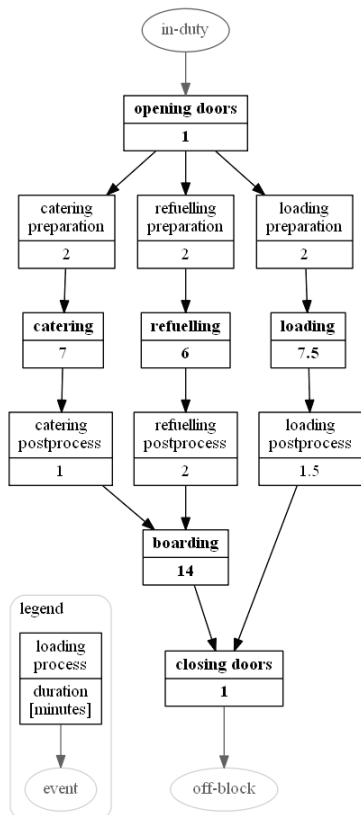 in-duty
opening doors
1
catering
preparation
2
refuelling
preparation
2
loading
preparation
2
catering
7
refuelling
6
loading
7.5
catering
postprocess
1
refuelling
postprocess
2
loading
postprocess
1.5
boarding
14
closing doors
1
off-block
legend
loading
process
duration
[minutes]
event